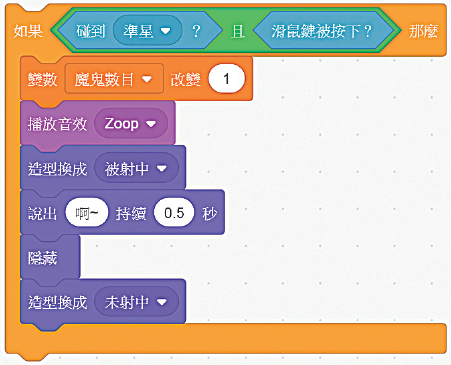 如果 碰到 準星 ? 且 滑鼠鍵被按下? 那麼
變數 魔鬼數目 改變 1
播放音效 Zoop
造型換成 被射中
說出 啊~ 持續 0.5 秒
隱藏
造型換成 未射中